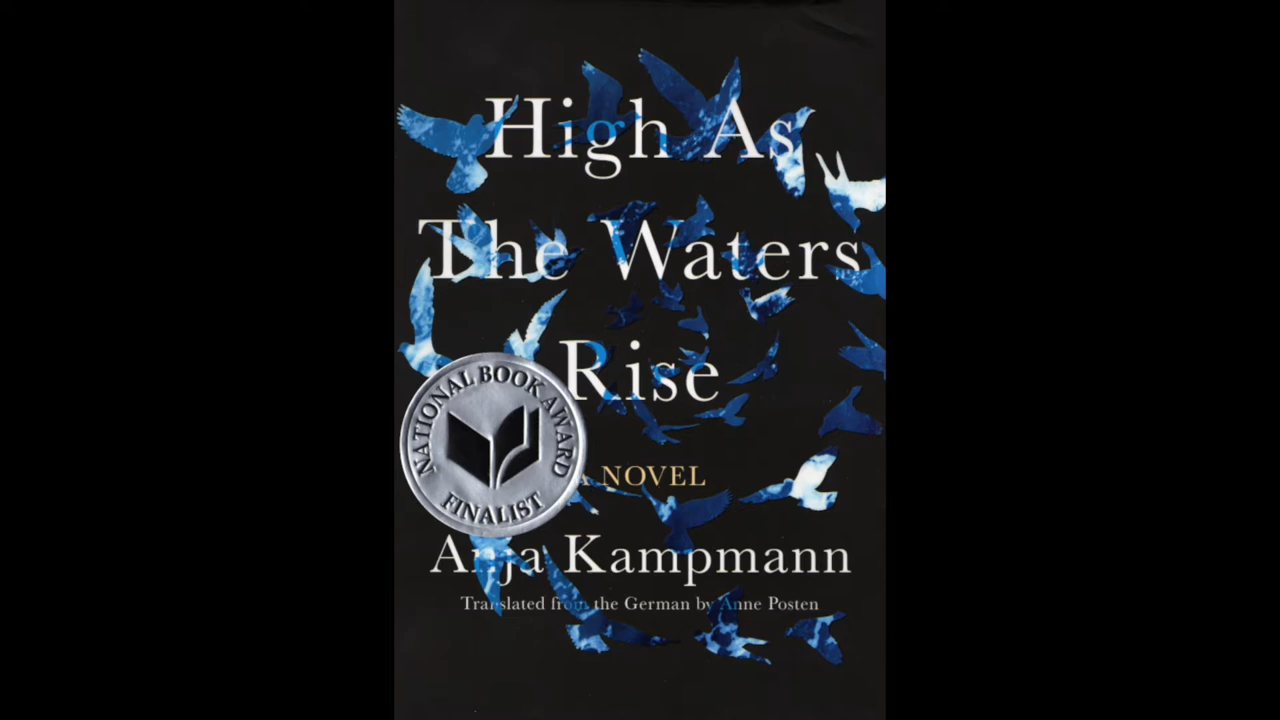 High As
The Waters
Rise
NATIONAL BOOK AWARD
FINALIST
A NOVEL
Anja Kampmann
Translated from the German by Anne Posten